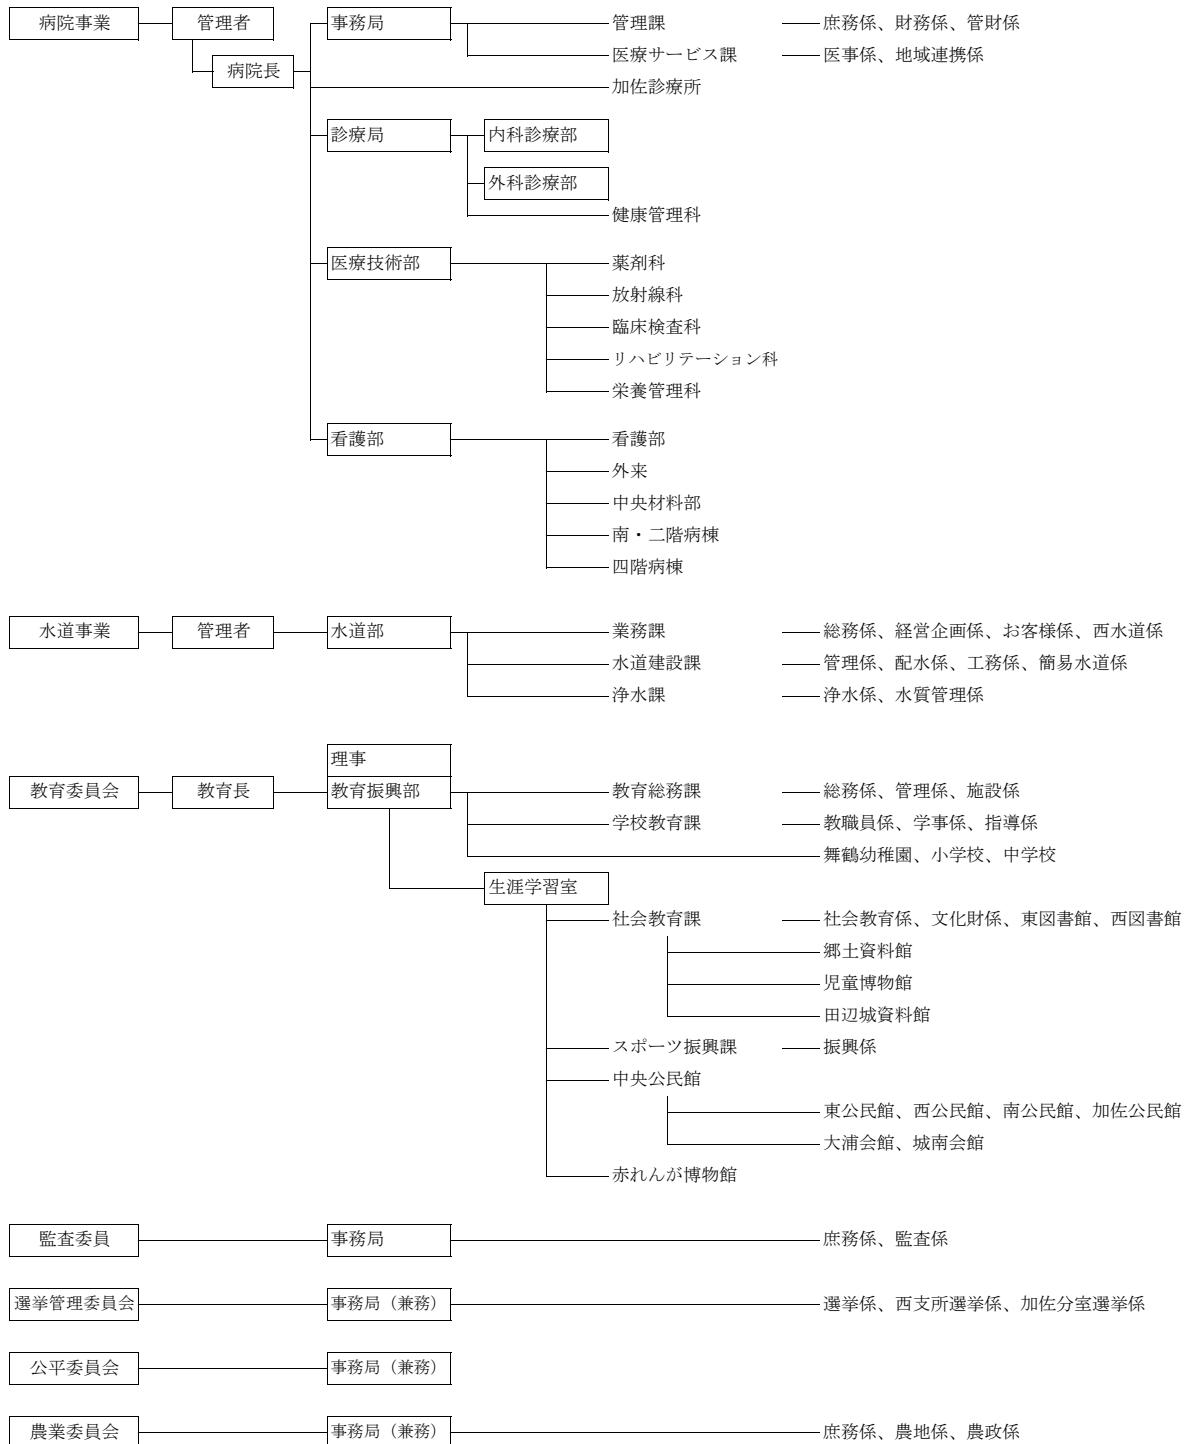 病院事業 管理者 事務局 管理課 庶務係、財務係、管財係
医療サービス課 医事係、地域連携係
病院長
加佐診療所
診療局 内科診療部
外科診療部
健康管理科
医療技術部 薬剤科
放射線科
臨床検査科
リハビリテーション科
栄養管理科
看護部 看護部
外来
中央材料部
南・二階病棟
四階病棟
水道事業 管理者 水道部 業務課 総務係、経営企画係、お客様係、西水道係
水道建設課 管理係、配水係、工務係、簡易水道係
浄水課 浄水係、水質管理係
理事
教育委員会 教育長 教育振興部 教育総務課 総務係、管理係、施設係
学校教育課 教職員係、学事係、指導係
舞鶴幼稚園、小学校、中学校
生涯学習室
社会教育課 社会教育係、文化財係、東図書館、西図書館
郷土資料館
児童博物館
田辺城資料館
スポーツ振興課 振興係
中央公民館
東公民館、西公民館、南公民館、加佐公民館
大浦会館、城南会館
赤れんが博物館
監査委員 事務局 庶務係、監査係
選挙管理委員会 事務局（兼務） 選挙係、西支所選挙係、加佐分室選挙係
公平委員会 事務局（兼務）
農業委員会 事務局（兼務） 庶務係、農地係、農政係